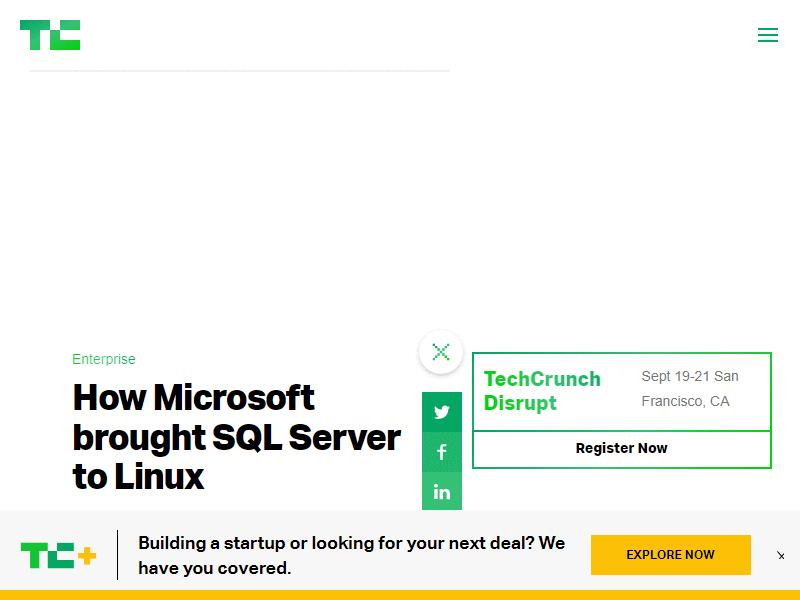 TC
Enterprise
How Microsoft
brought SQL Server
to Linux
TechCrunch
Disrupt
Sept 19-21 San
Francisco, CA
Register Now
TC+
Building a startup or looking for your next deal? We
have you covered.
EXPLORE NOW